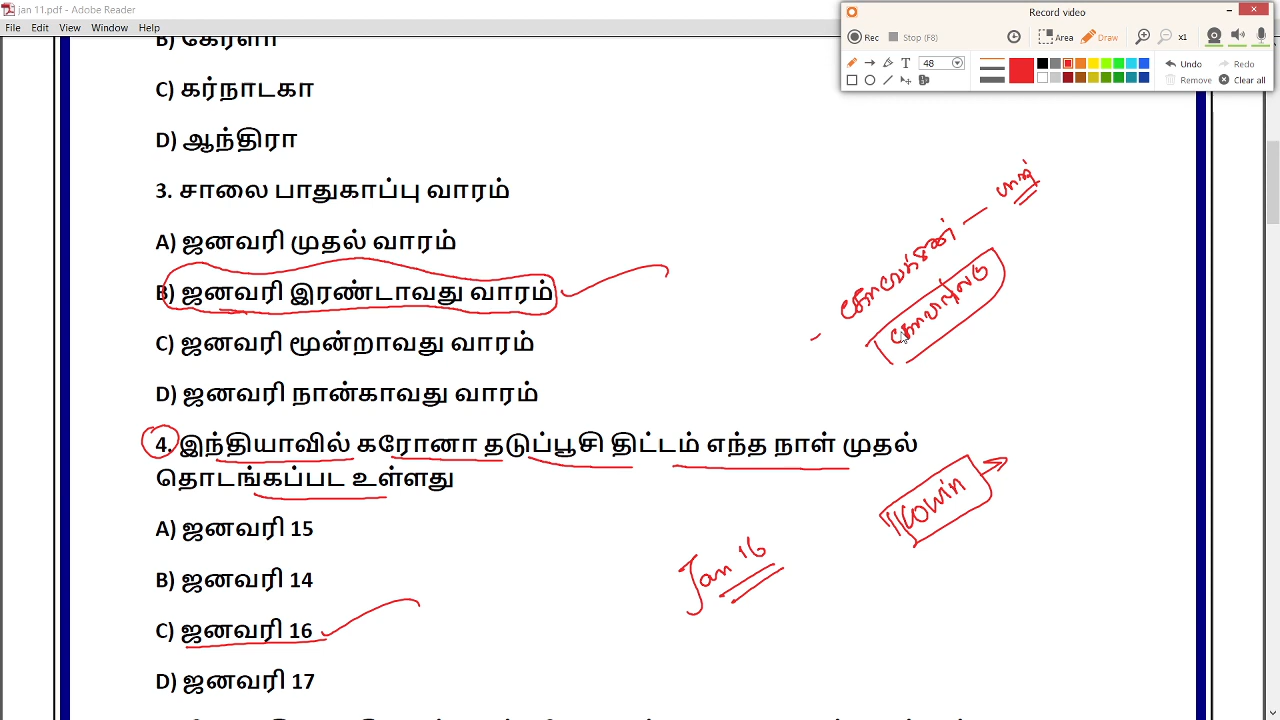 jan 11.pdf - Adobe Reader
File Edit View Window Help
Record video
Rec Stop (F8) Area Draw x1
T 48 Undo Redo
Remove Clear all
B) கேரளா
C) கர்நாடகா
D) ஆந்திரா
3. சாலை பாதுகாப்பு வாரம்
A) ஜனவரி முதல் வாரம்
B) ஜனவரி இரண்டாவது வாரம்
C) ஜனவரி மூன்றாவது வாரம்
D) ஜனவரி நான்காவது வாரம்
4. இந்தியாவில் கரோனா தடுப்பூசி திட்டம் எந்த நாள் முதல்
தொடங்கப்பட உள்ளது
A) ஜனவரி 15
B) ஜனவரி 14
C) ஜனவரி 16
D) ஜனவரி 17
cowin
Jan 16